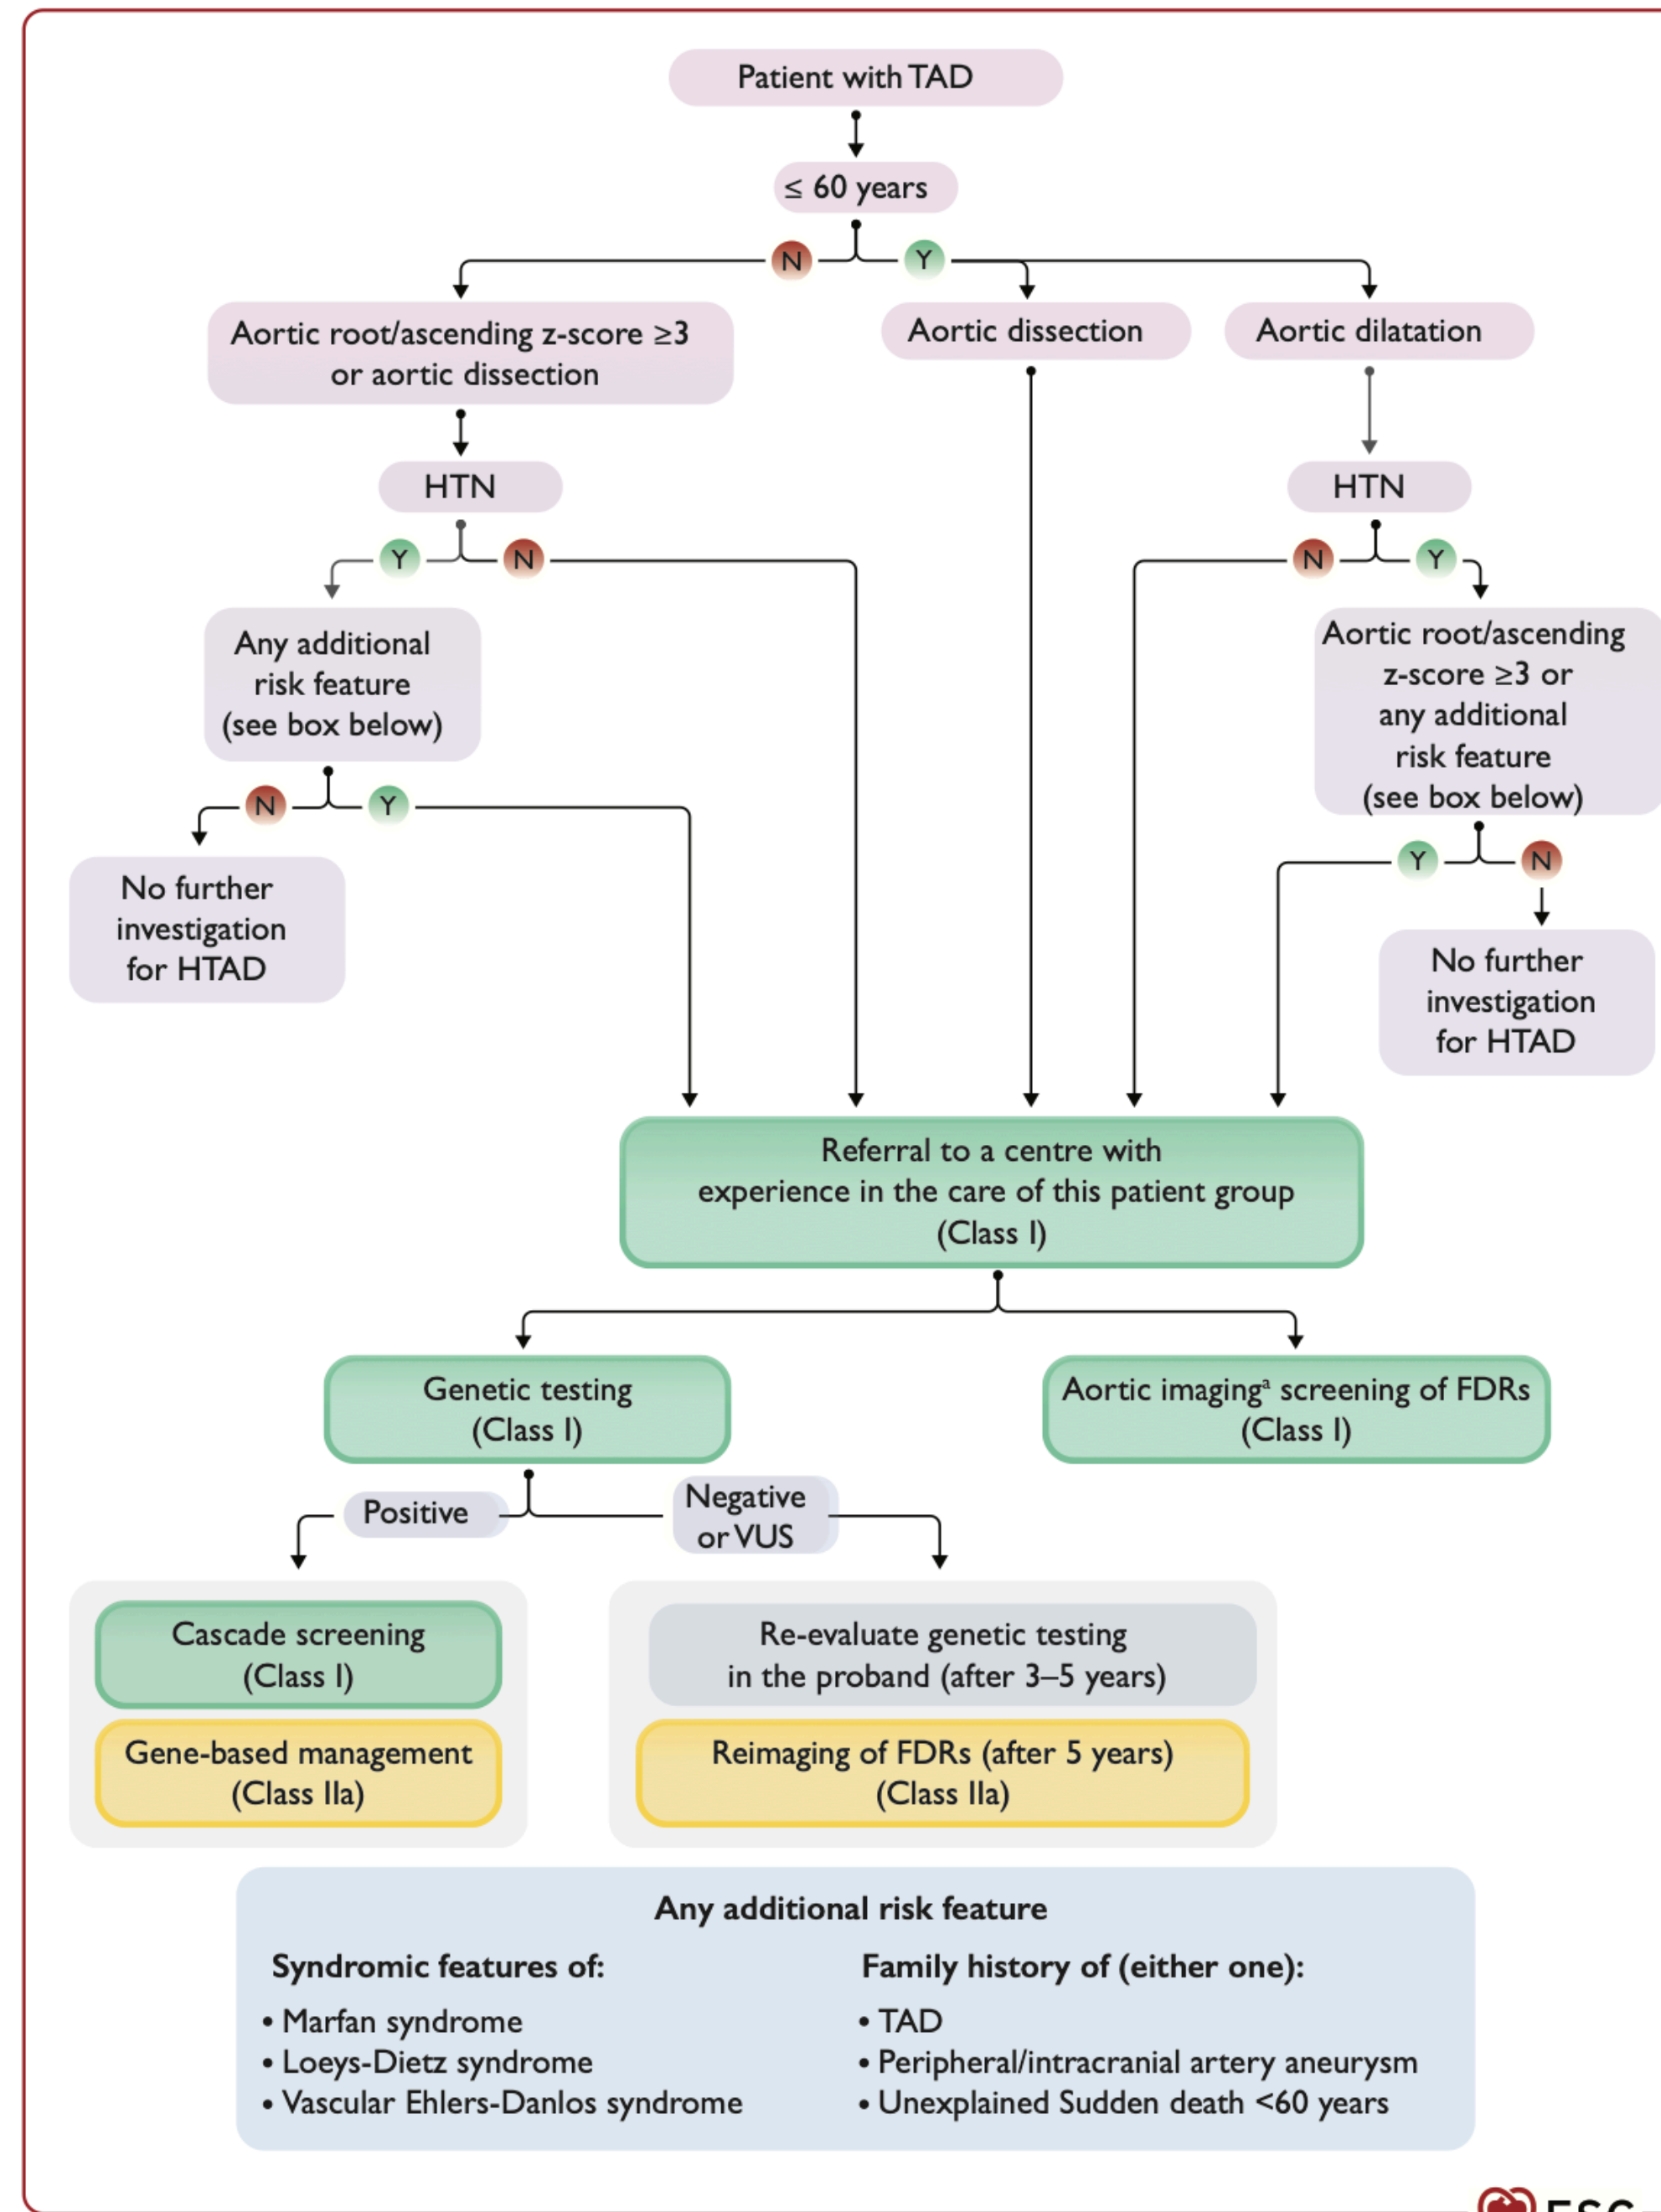 Patient with TAD
≤ 60 years
N
Y
Aortic root/ascending z-score ≥3
or aortic dissection
Aortic dissection
Aortic dilatation
HTN
HTN
Y
N
N
Y
Any additional
risk feature
(see box below)
Aortic root/ascending
z-score ≥3 or
any additional
risk feature
(see box below)
N
Y
Y
N
No further
investigation
for HTAD
No further
investigation
for HTAD
Referral to a centre with
experience in the care of this patient group
(Class I)
Genetic testing
(Class I)
Aortic imagingᵃ screening of FDRs
(Class I)
Positive
Negative
or VUS
Cascade screening
(Class I)
Gene-based management
(Class IIa)
Re-evaluate genetic testing
in the proband (after 3–5 years)
Reimaging of FDRs (after 5 years)
(Class IIa)
Any additional risk feature
Syndromic features of:
• Marfan syndrome
• Loeys-Dietz syndrome
• Vascular Ehlers-Danlos syndrome
Family history of (either one):
• TAD
• Peripheral/intracranial artery aneurysm
• Unexplained Sudden death <60 years
ESC